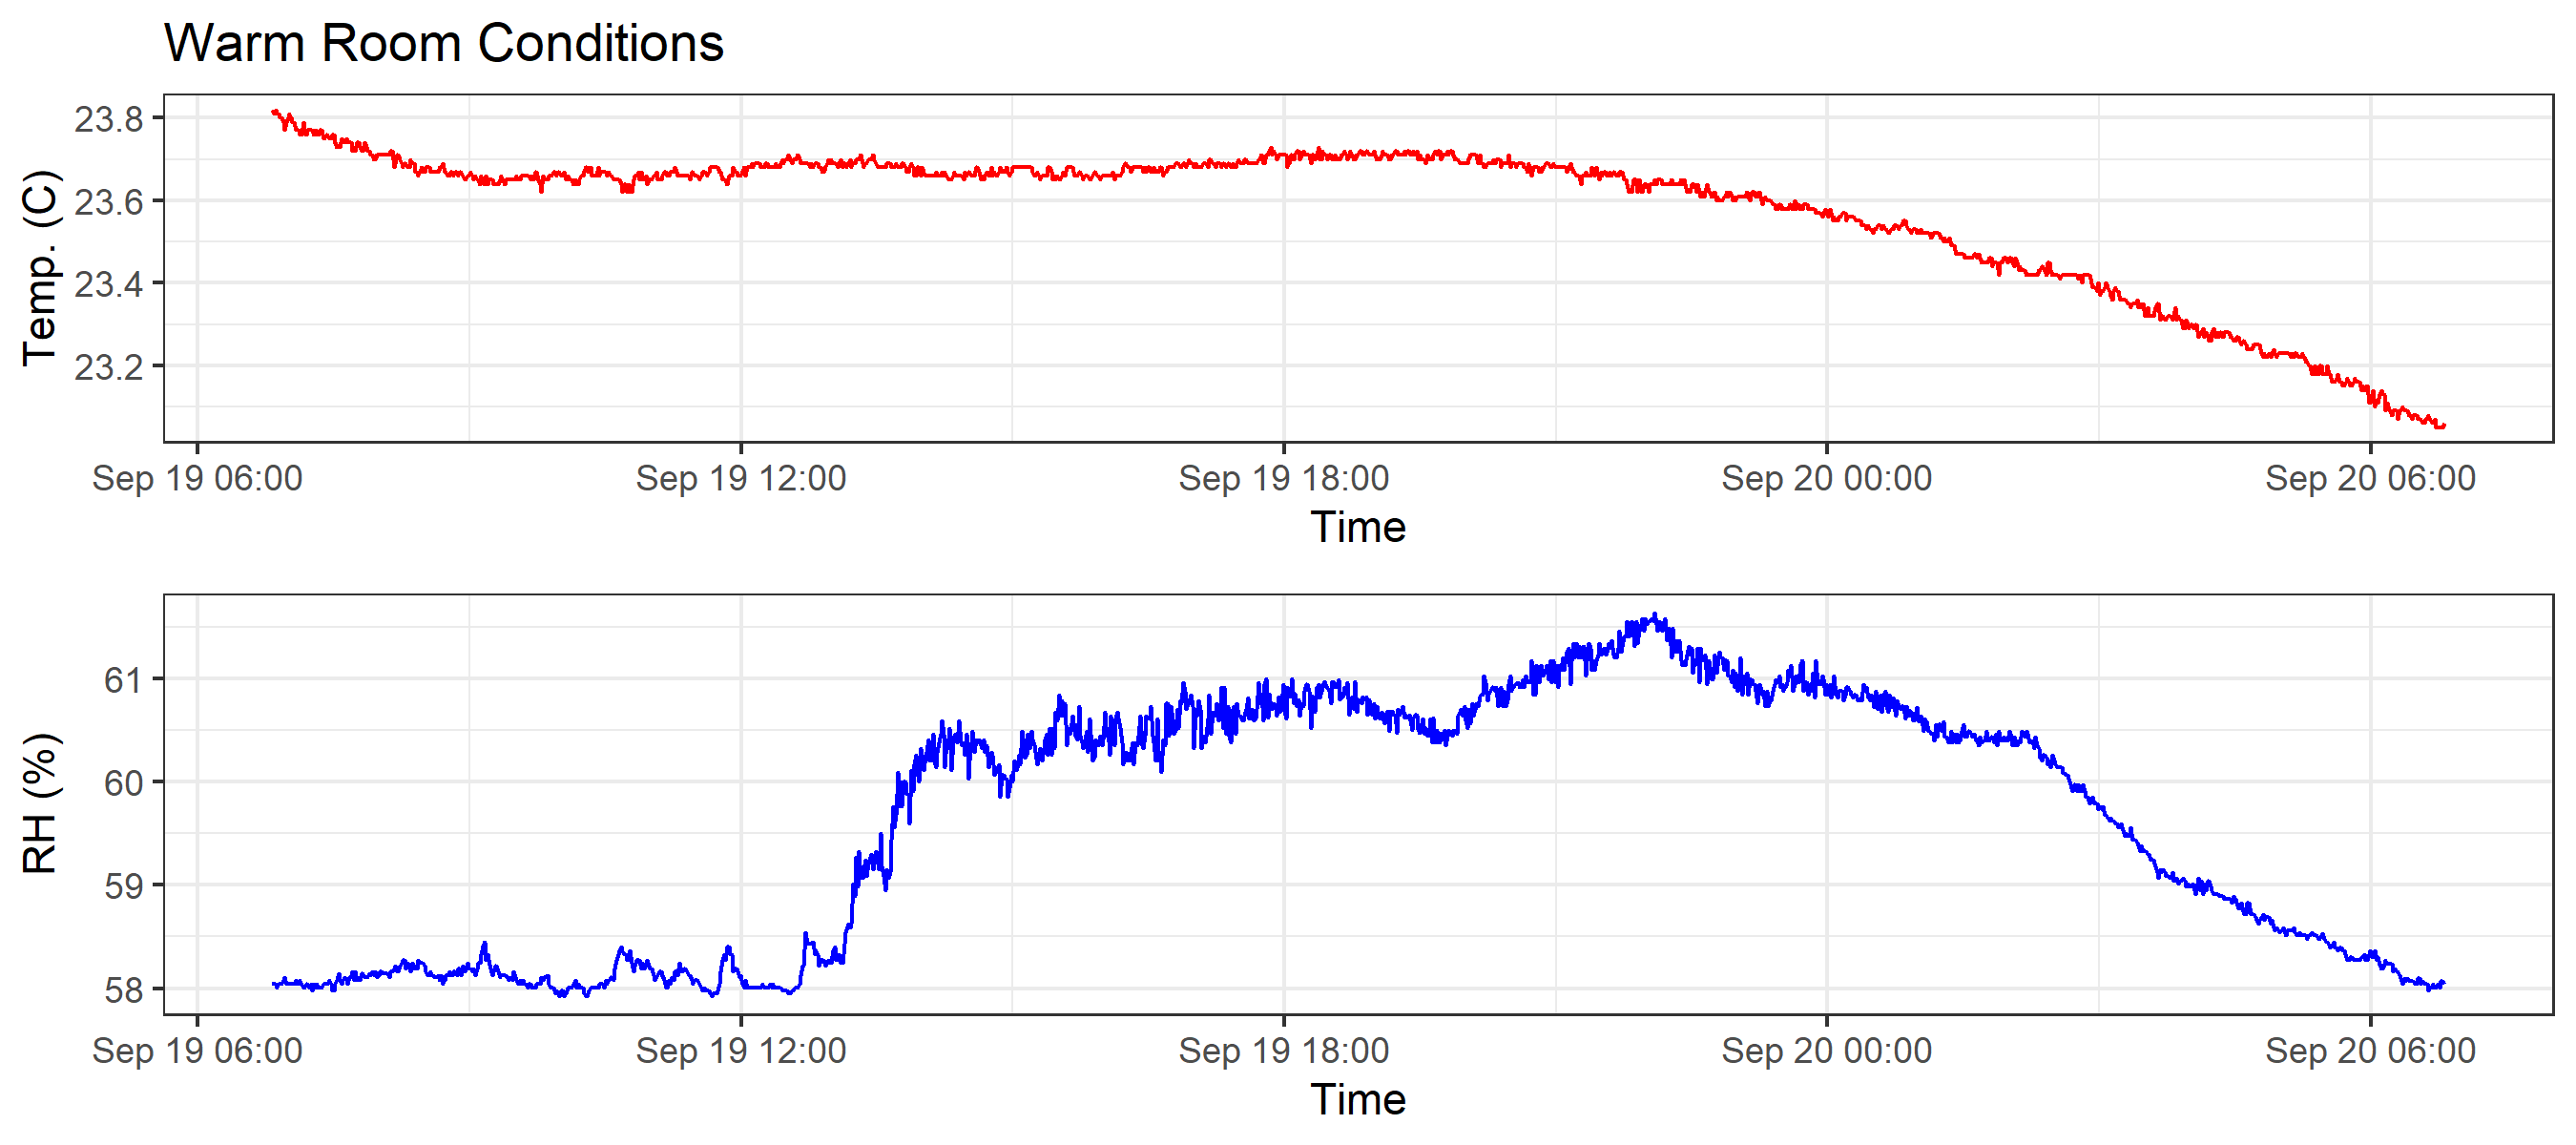 Warm Room Conditions
Temp. (C)
23.8
23.6
23.4
23.2
Sep 19 06:00 Sep 19 12:00 Sep 19 18:00 Sep 20 00:00 Sep 20 06:00
Time
RH (%)
61
60
59
58
Sep 19 06:00 Sep 19 12:00 Sep 19 18:00 Sep 20 00:00 Sep 20 06:00
Time